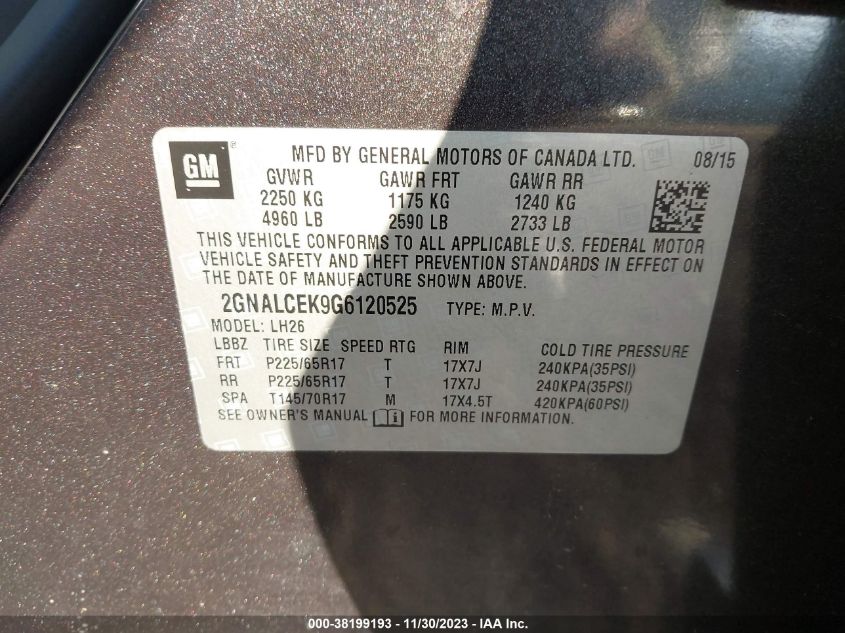 GM ® MFD BY GENERAL MOTORS OF CANADA LTD. 08/15
GVWR GAWR FRT GAWR RR
2250 KG 1175 KG 1240 KG
4960 LB 2590 LB 2733 LB
THIS VEHICLE CONFORMS TO ALL APPLICABLE U.S. FEDERAL MOTOR
VEHICLE SAFETY AND THEFT PREVENTION STANDARDS IN EFFECT ON
THE DATE OF MANUFACTURE SHOWN ABOVE.
2GNALCEK9G6120525 TYPE: M.P.V.
MODEL: LH26
LBBZ TIRE SIZE SPEED RTG RIM COLD TIRE PRESSURE
FRT P225/65R17 T 17X7J 240KPA(35PSI)
RR P225/65R17 T 17X7J 240KPA(35PSI)
SPA T145/70R17 M 17X4.5T 420KPA(60PSI)
SEE OWNER'S MANUAL i FOR MORE INFORMATION.
000-38199193 - 11/30/2023 - IAA Inc.